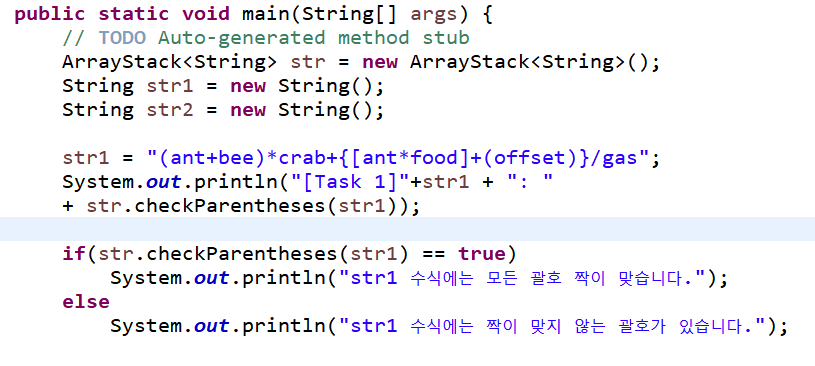 public static void main(String[] args) {
// TODO Auto-generated method stub
ArrayStack<String> str = new ArrayStack<String>();
String str1 = new String();
String str2 = new String();
str1 = "(ant+bee)*crab+{[ant*food]+(offset)}/gas";
System.out.println("[Task 1]"+str1 + ": "
+ str.checkParentheses(str1));
if(str.checkParentheses(str1) == true)
System.out.println("str1 수식에는 모든 괄호 짝이 맞습니다.");
else
System.out.println("str1 수식에는 짝이 맞지 않는 괄호가 있습니다.");